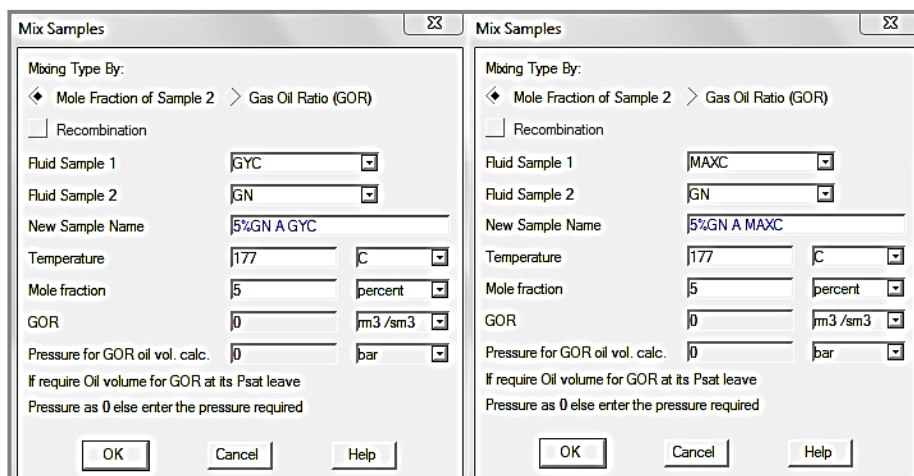 Mix Samples
Mixing Type By:
Mole Fraction of Sample 2 Gas Oil Ratio (GOR)
Recombination
Fluid Sample 1 GYC
Fluid Sample 2 GN
New Sample Name 5%GN A GYC
Temperature 177 C
Mole fraction 5 percent
GOR 0 rm3 /sm3
Pressure for GOR oil vol. calc. 0 bar
If require Oil volume for GOR at its Psat leave
Pressure as 0 else enter the pressure required
OK Cancel Help
Mix Samples
Mixing Type By:
Mole Fraction of Sample 2 Gas Oil Ratio (GOR)
Recombination
Fluid Sample 1 MAXC
Fluid Sample 2 GN
New Sample Name 5%GN A MAXC
Temperature 177 C
Mole fraction 5 percent
GOR 0 rm3 /sm3
Pressure for GOR oil vol. calc. 0 bar
If require Oil volume for GOR at its Psat leave
Pressure as 0 else enter the pressure required
OK Cancel Help